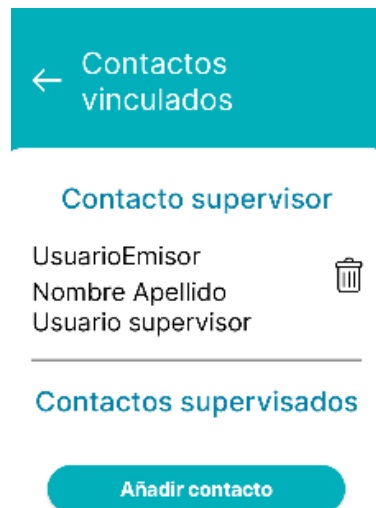 Contactos
vinculados
Contacto supervisor
UsuarioEmisor
Nombre Apellido
Usuario supervisor
Contactos supervisados
Añadir contacto